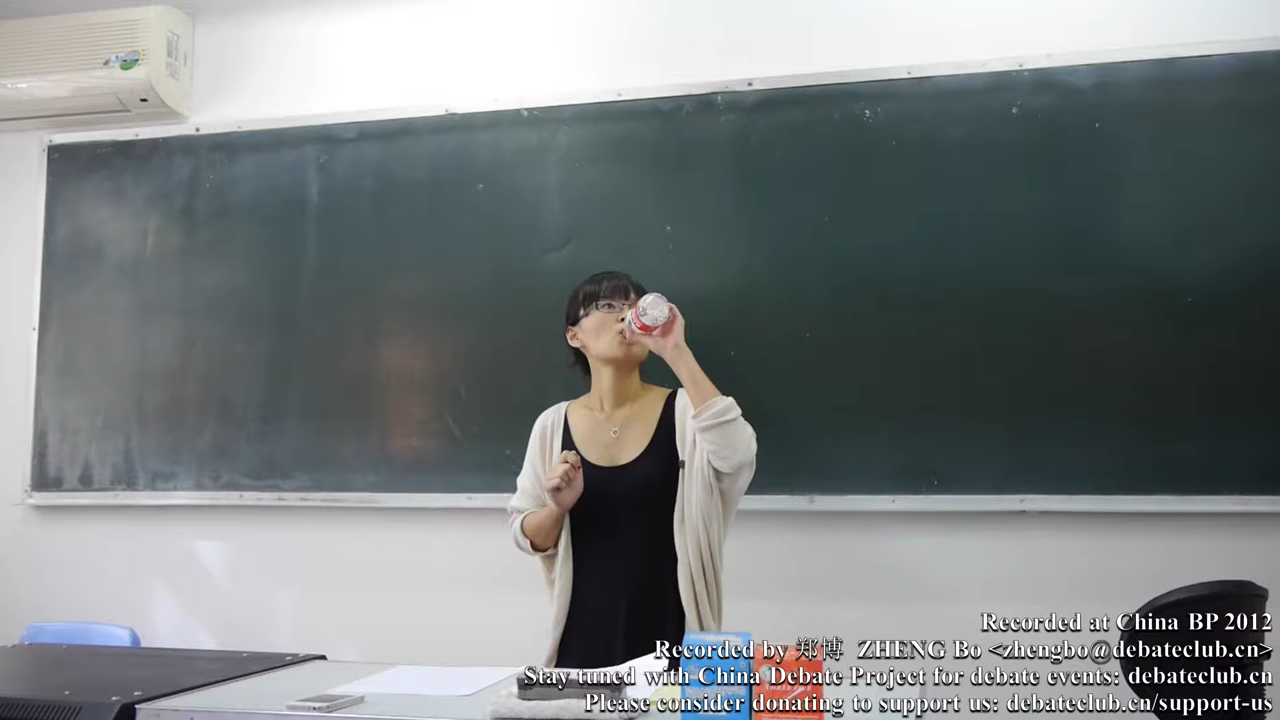 Recorded at China BP 2012
Recorded by 郑博 ZHENG Bo <zhengbo@debateclub.cn>
Stay tuned with China Debate Project for debate events: debateclub.cn
Please consider donating to support us: debateclub.cn/support-us